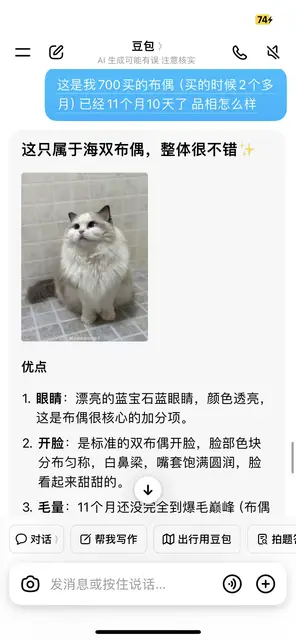 74
豆包〉
AI 生成可能有误 注意核实
这是我700买的布偶（买的时候2个多
月）已经11个月10天了 品相怎么样
这只属于海双布偶，整体很不错✨
优点
1. 眼睛：漂亮的蓝宝石蓝眼睛，颜色透亮，
这是布偶很核心的加分项。
2. 开脸：是标准的双布偶开脸，脸部色块
分布匀称，白鼻梁，嘴套饱满圆润，脸
看起来甜甜的。
3. 毛量：11个月还没完全到爆毛巅峰（布偶
对话〉
帮我写作
出行用豆包
拍题答
发消息或按住说话...